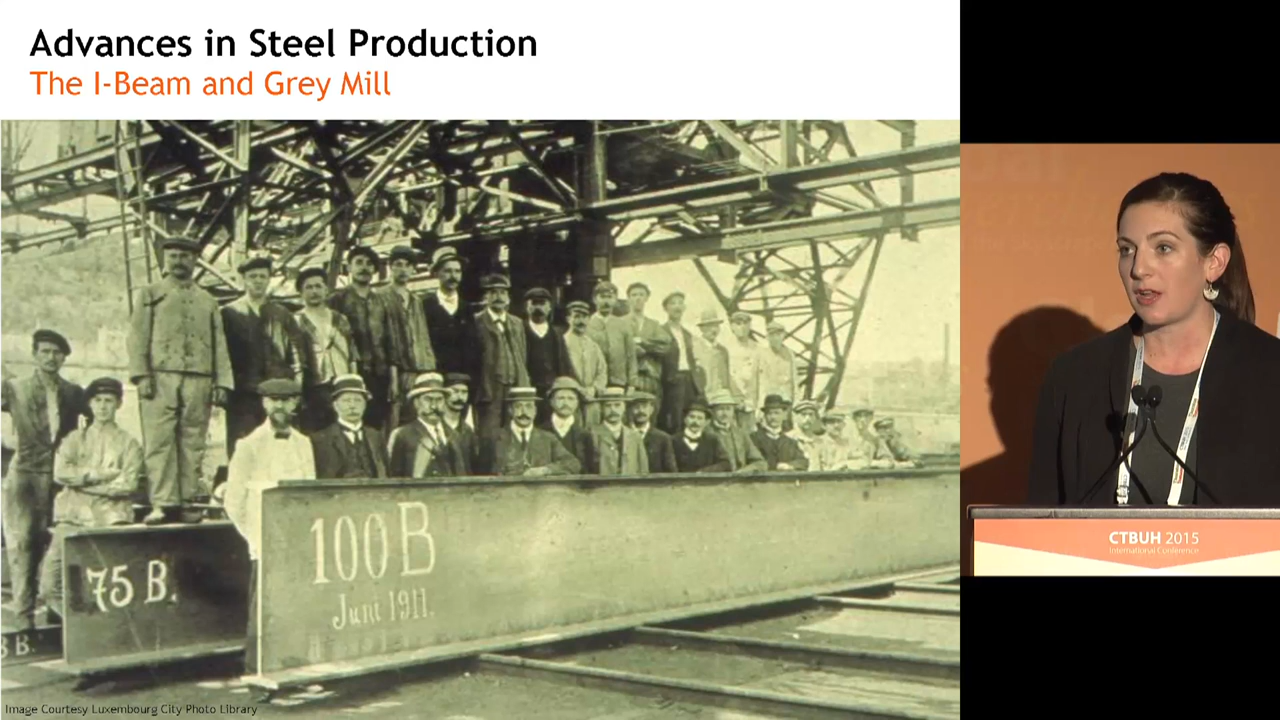 Advances in Steel Production
The I-Beam and Grey Mill
100 B
Juni 1911.
75 B.
B.
Image Courtesy Luxembourg City Photo Library
CTBUH 2015
International Conference